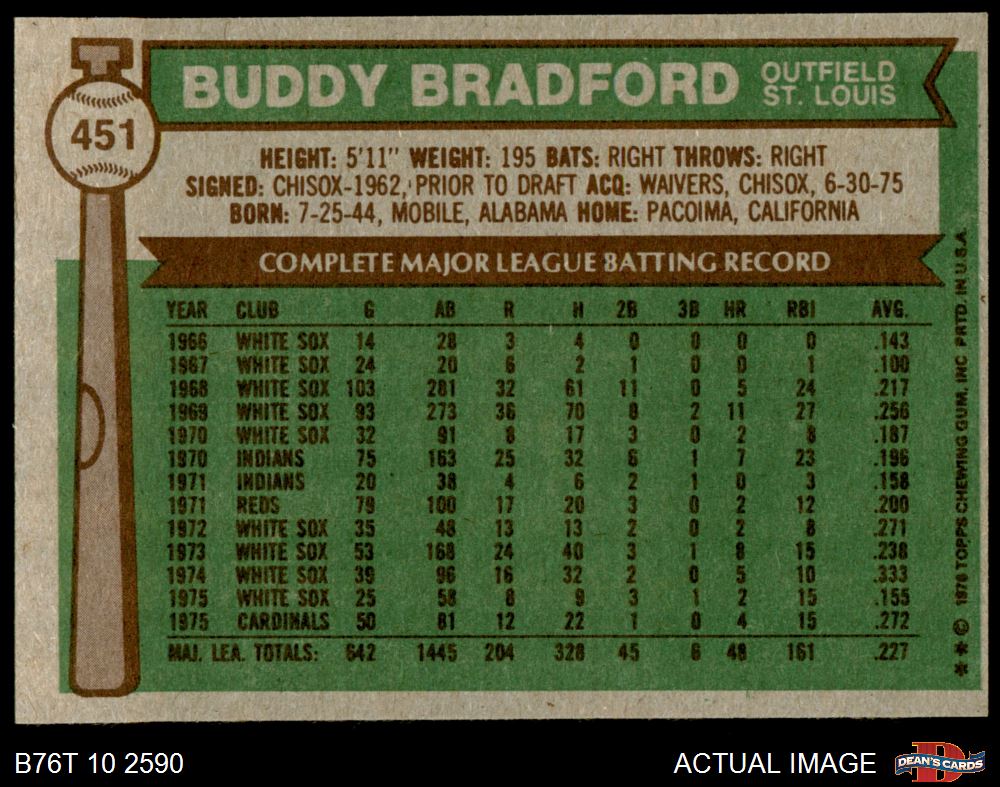 451
BUDDY BRADFORD
OUTFIELD
ST. LOUIS
HEIGHT: 5'11" WEIGHT: 195 BATS: RIGHT THROWS: RIGHT
SIGNED: CHISOX-1962, PRIOR TO DRAFT ACQ: WAIVERS, CHISOX, 6-30-75
BORN: 7-25-44, MOBILE, ALABAMA HOME: PACOIMA, CALIFORNIA
COMPLETE MAJOR LEAGUE BATTING RECORD
YEAR CLUB G AB R H 2B 3B HR RBI AVG.
1966 WHITE SOX 14 28 3 4 0 0 0 0 .143
1967 WHITE SOX 24 20 6 2 1 0 0 1 .100
1968 WHITE SOX 103 281 32 61 11 0 5 24 .217
1969 WHITE SOX 93 273 36 70 8 2 11 27 .256
1970 WHITE SOX 32 91 8 17 3 0 2 8 .187
1970 INDIANS 75 163 25 32 6 1 7 23 .196
1971 INDIANS 20 38 4 6 2 1 0 3 .158
1971 REDS 79 100 17 20 3 0 2 12 .200
1972 WHITE SOX 35 48 13 13 2 0 2 8 .271
1973 WHITE SOX 53 168 24 40 3 1 8 15 .238
1974 WHITE SOX 39 96 16 32 2 0 5 10 .333
1975 WHITE SOX 25 58 8 9 3 1 2 15 .155
1975 CARDINALS 50 81 12 22 1 0 4 15 .272
MAJ. LEA. TOTALS: 642 1445 204 328 45 6 48 161 .227
* * © 1976 TOPPS CHEWING GUM, INC PRTD. IN U.S.A.
B76T 10 2590
ACTUAL IMAGE
D
DEAN'S CARDS